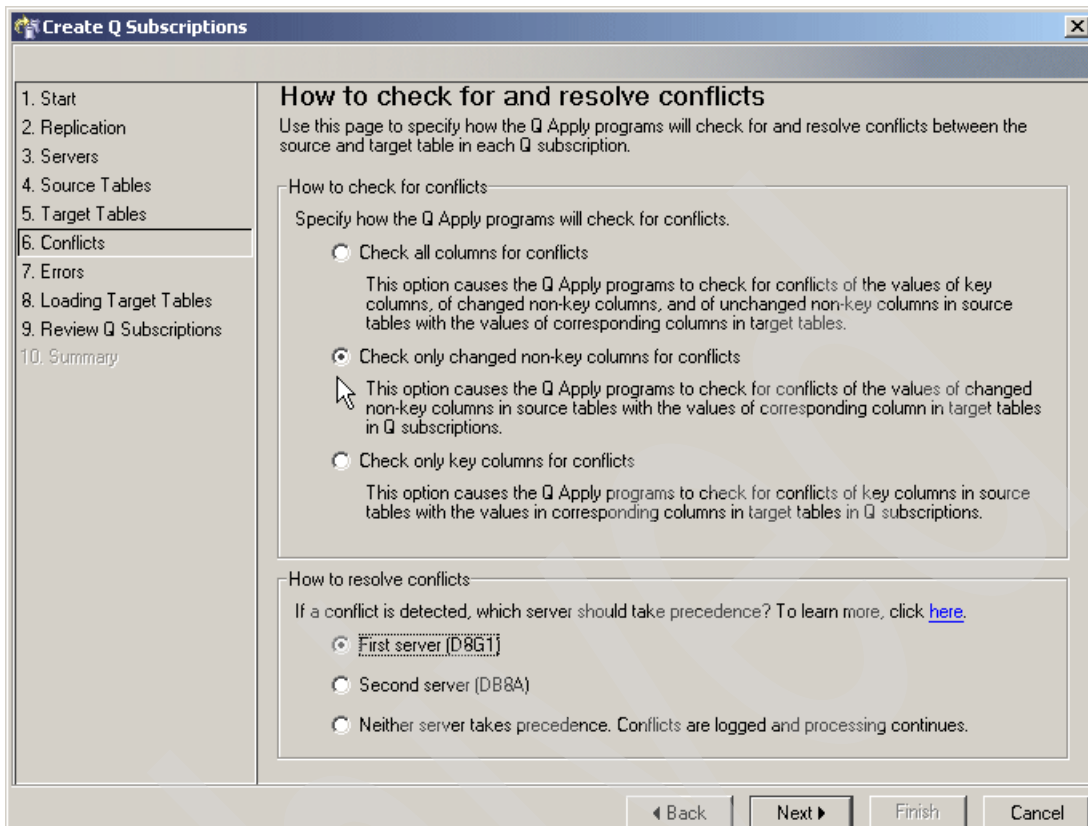 Create Q Subscriptions
1. Start
2. Replication
3. Servers
4. Source Tables
5. Target Tables
6. Conflicts
7. Errors
8. Loading Target Tables
9. Review Q Subscriptions
10. Summary
How to check for and resolve conflicts
Use this page to specify how the Q Apply programs will check for and resolve conflicts between the
source and target table in each Q subscription.
How to check for conflicts
Specify how the Q Apply programs will check for conflicts.
Check all columns for conflicts
This option causes the Q Apply programs to check for conflicts of the values of key
columns, of changed non-key columns, and of unchanged non-key columns in source
tables with the values of corresponding columns in target tables.
Check only changed non-key columns for conflicts
This option causes the Q Apply programs to check for conflicts of the values of changed
non-key columns in source tables with the values of corresponding column in target tables
in Q subscriptions.
Check only key columns for conflicts
This option causes the Q Apply programs to check for conflicts of key columns in source
tables with the values in corresponding columns in target tables in Q subscriptions.
How to resolve conflicts
If a conflict is detected, which server should take precedence? To learn more, click here.
First server (D8G1)
Second server (DB8A)
Neither server takes precedence. Conflicts are logged and processing continues.
Back Next Finish Cancel